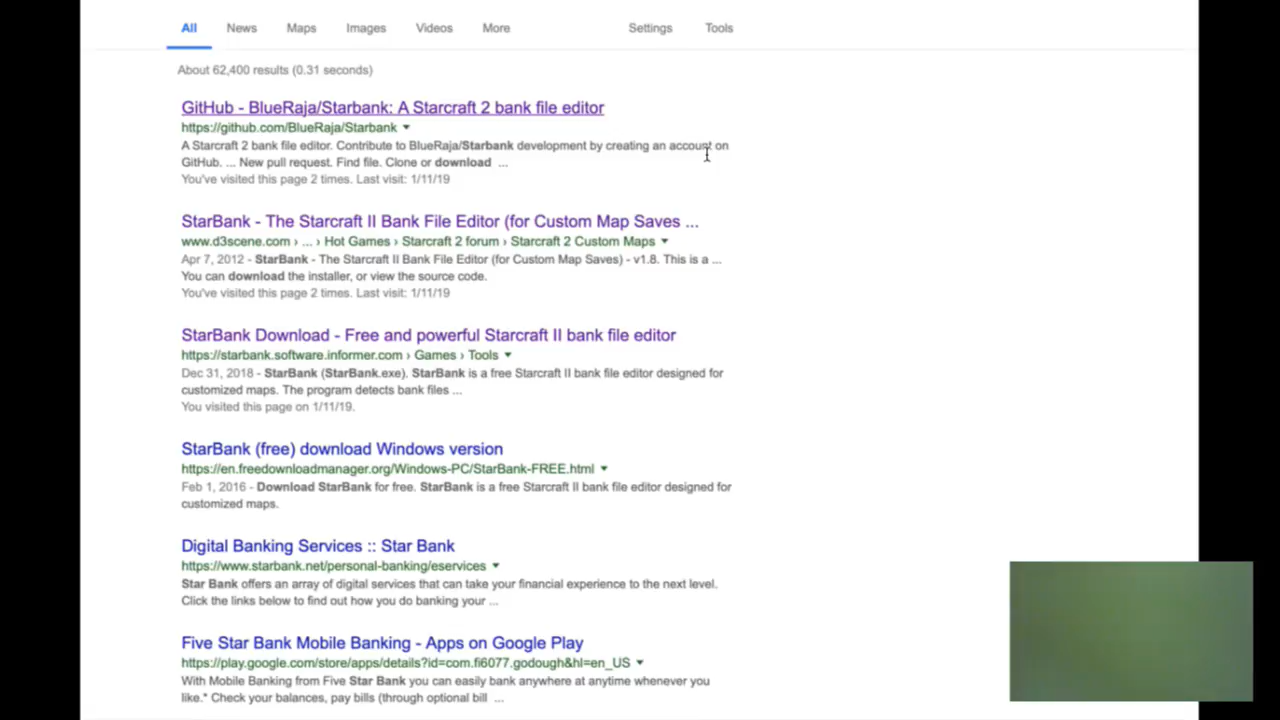 All News Maps Images Videos More Settings Tools
About 62,400 results (0.31 seconds)
GitHub - BlueRaja/Starbank: A Starcraft 2 bank file editor
https://github.com/BlueRaja/Starbank
A Starcraft 2 bank file editor. Contribute to BlueRaja/Starbank development by creating an account on
GitHub. ... New pull request. Find file. Clone or download ...
You've visited this page 2 times. Last visit: 1/11/19
StarBank - The Starcraft II Bank File Editor (for Custom Map Saves ...
www.d3scene.com › ... › Hot Games › Starcraft 2 forum › Starcraft 2 Custom Maps
Apr 7, 2012 - StarBank - The Starcraft II Bank File Editor (for Custom Map Saves) - v1.8. This is a ...
You can download the installer, or view the source code.
You've visited this page 2 times. Last visit: 1/11/19
StarBank Download - Free and powerful Starcraft II bank file editor
https://starbank.software.informer.com › Games › Tools
Dec 31, 2018 - StarBank (StarBank.exe). StarBank is a free Starcraft II bank file editor designed for
customized maps. The program detects bank files ...
You visited this page on 1/11/19.
StarBank (free) download Windows version
https://en.freedownloadmanager.org/Windows-PC/StarBank-FREE.html
Feb 1, 2016 - Download StarBank for free. StarBank is a free Starcraft II bank file editor designed for
customized maps.
Digital Banking Services :: Star Bank
https://www.starbank.net/personal-banking/eservices
Star Bank offers an array of digital services that can take your financial experience to the next level.
Click the links below to find out how you do banking your ...
Five Star Bank Mobile Banking - Apps on Google Play
https://play.google.com/store/apps/details?id=com.fi6077.godough&hl=en_US
With Mobile Banking from Five Star Bank you can easily bank anywhere at anytime whenever you
like.* Check your balances, pay bills (through optional bill ...